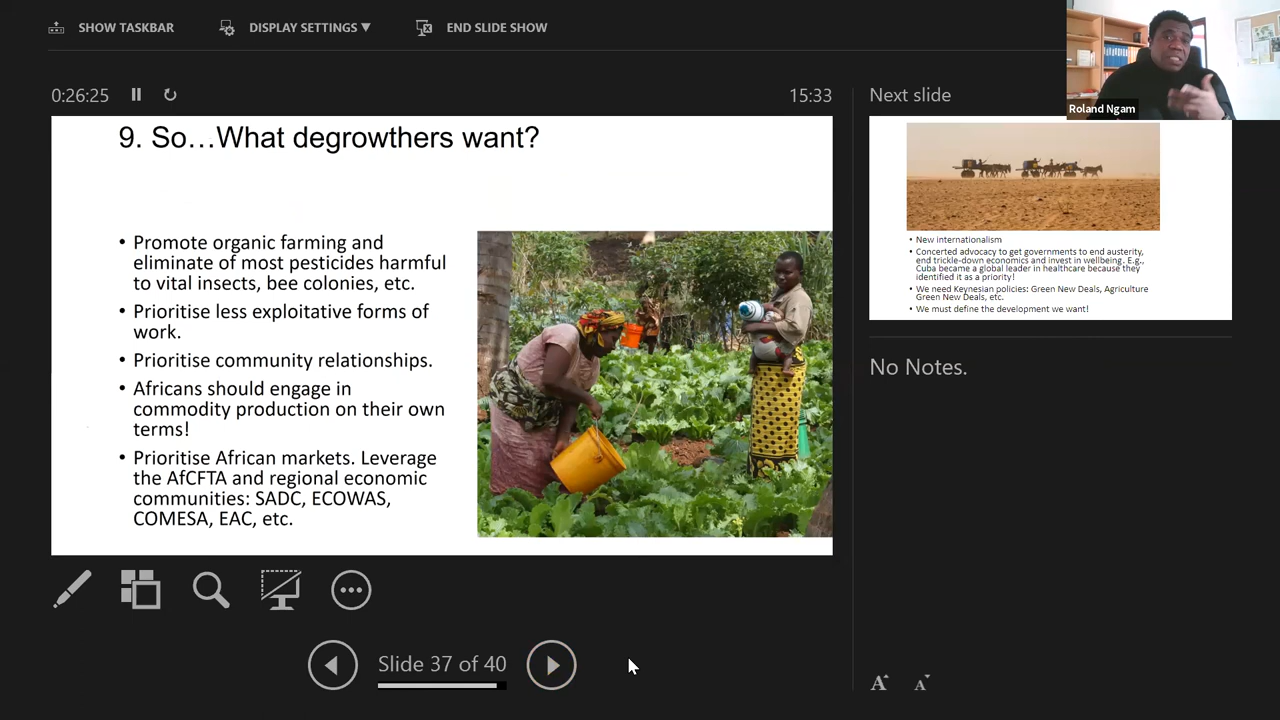 SHOW TASKBAR
DISPLAY SETTINGS ▼
END SLIDE SHOW
0:26:25
15:33
Next slide
Roland Ngam
9. So…What degrowthers want?
• Promote organic farming and
eliminate of most pesticides harmful
to vital insects, bee colonies, etc.
• Prioritise less exploitative forms of
work.
• Prioritise community relationships.
• Africans should engage in
commodity production on their own
terms!
• Prioritise African markets. Leverage
the AfCFTA and regional economic
communities: SADC, ECOWAS,
COMESA, EAC, etc.
• New internationalism
• Concerted advocacy to get governments to end austerity,
end trickle-down economics and invest in wellbeing. E.g.,
Cuba became a global leader in healthcare because they
identified it as a priority!
• We need Keynesian policies: Green New Deals, Agriculture
Green New Deals, etc.
• We must define the development we want!
No Notes.
Slide 37 of 40
A A